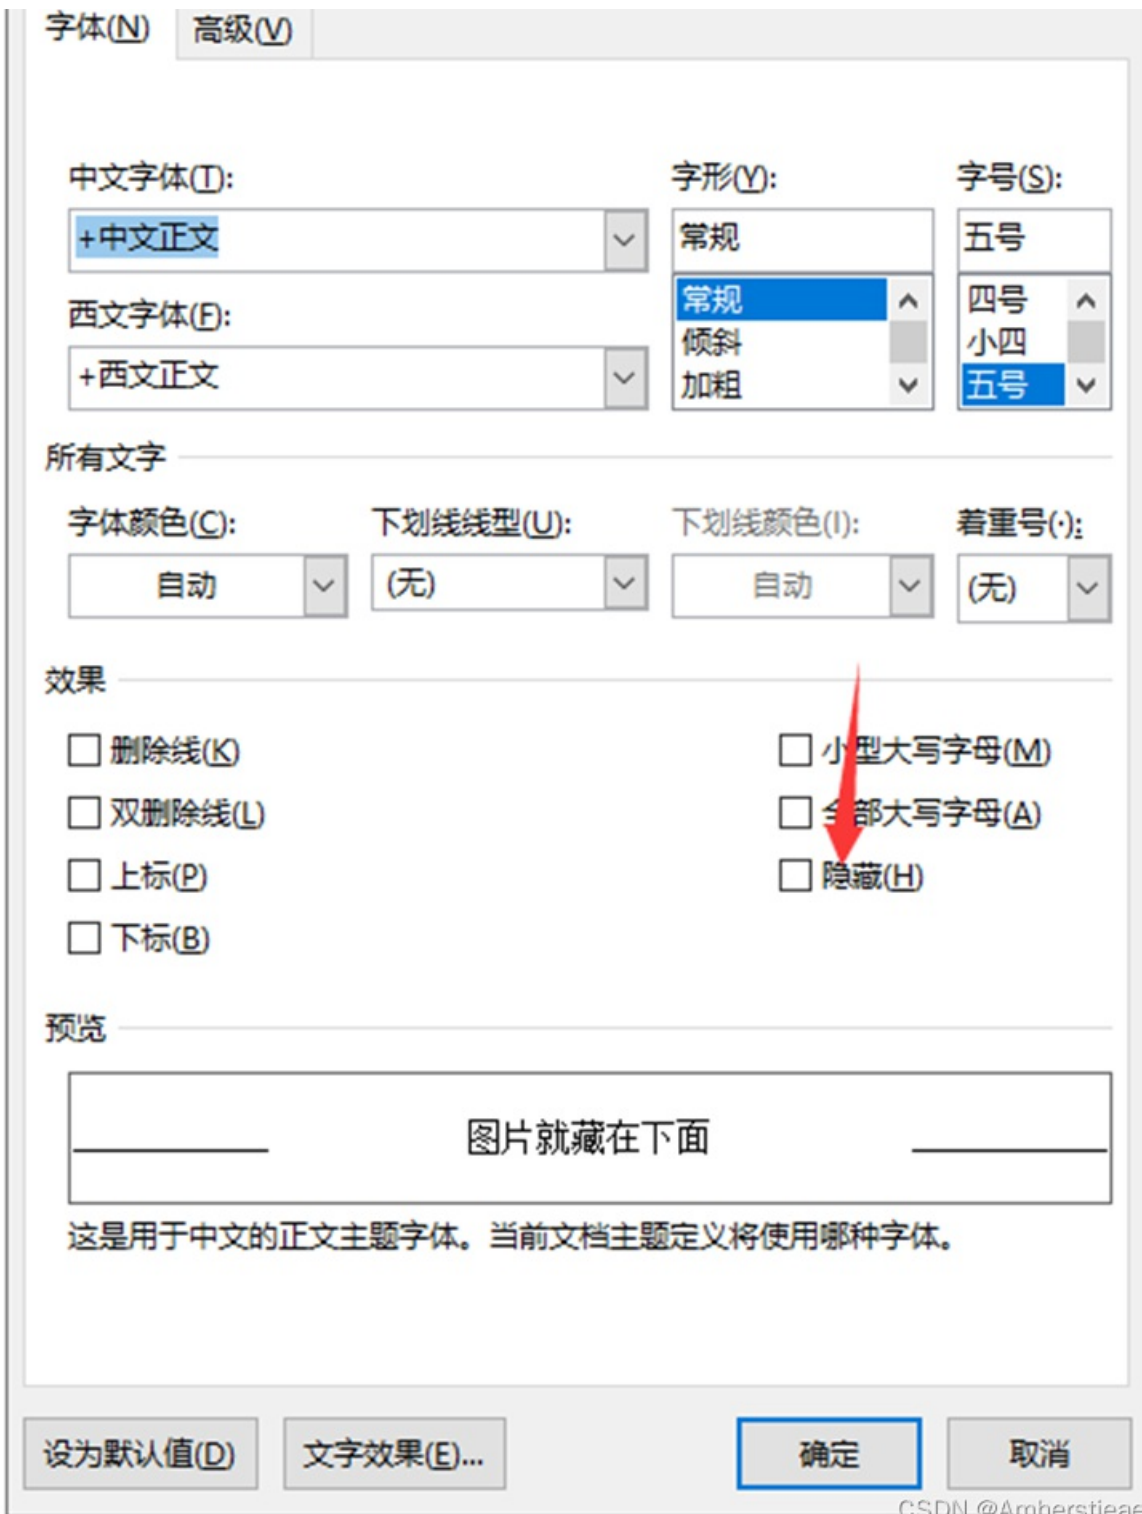 字体(N) 高级(V)
中文字体(T): 字形(Y): 字号(S):
+中文正文 常规 五号
常规 四号
西文字体(F): 倾斜 小四
+西文正文 加粗 五号
所有文字
字体颜色(C): 下划线线型(U): 下划线颜色(I): 着重号(·):
自动 (无) 自动 (无)
效果
删除线(K) 小型大写字母(M)
双删除线(L) 全部大写字母(A)
上标(P) 隐藏(H)
下标(B)
预览
图片就藏在下面
这是用于中文的正文主题字体。当前文档主题定义将使用哪种字体。
设为默认值(D) 文字效果(E)... 确定 取消
CSDN @Amherstieae